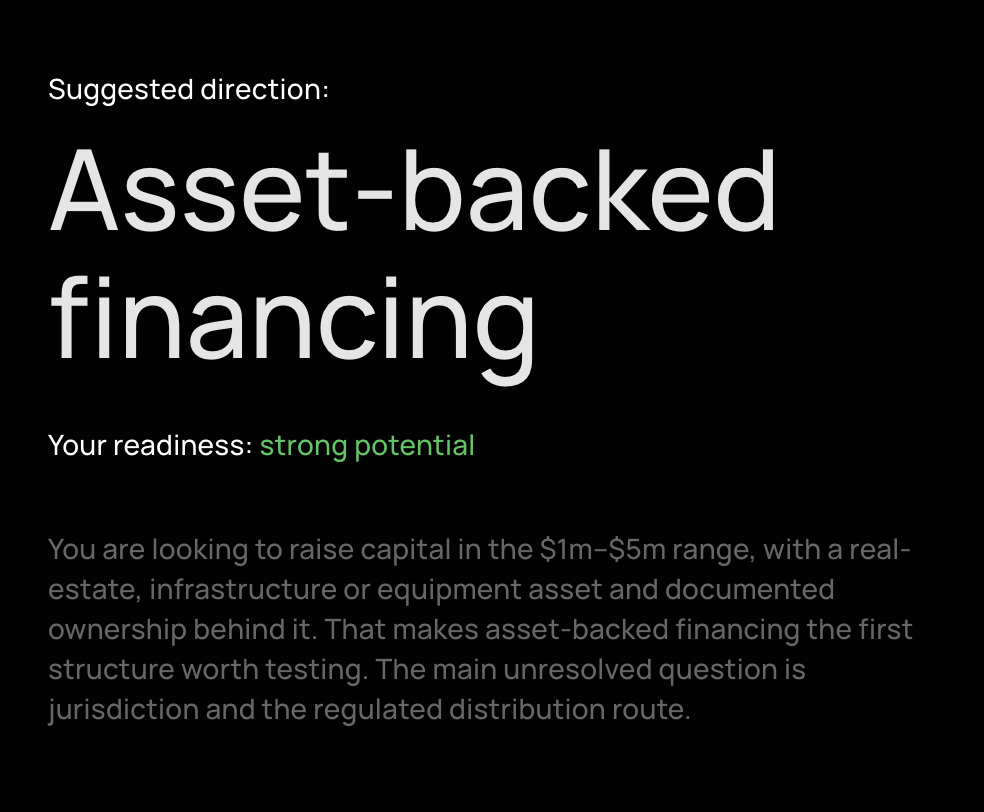 Suggested direction:
Asset-backed
financing
Your readiness: strong potential
You are looking to raise capital in the $1m–$5m range, with a real-
estate, infrastructure or equipment asset and documented
ownership behind it. That makes asset-backed financing the first
structure worth testing. The main unresolved question is
jurisdiction and the regulated distribution route.